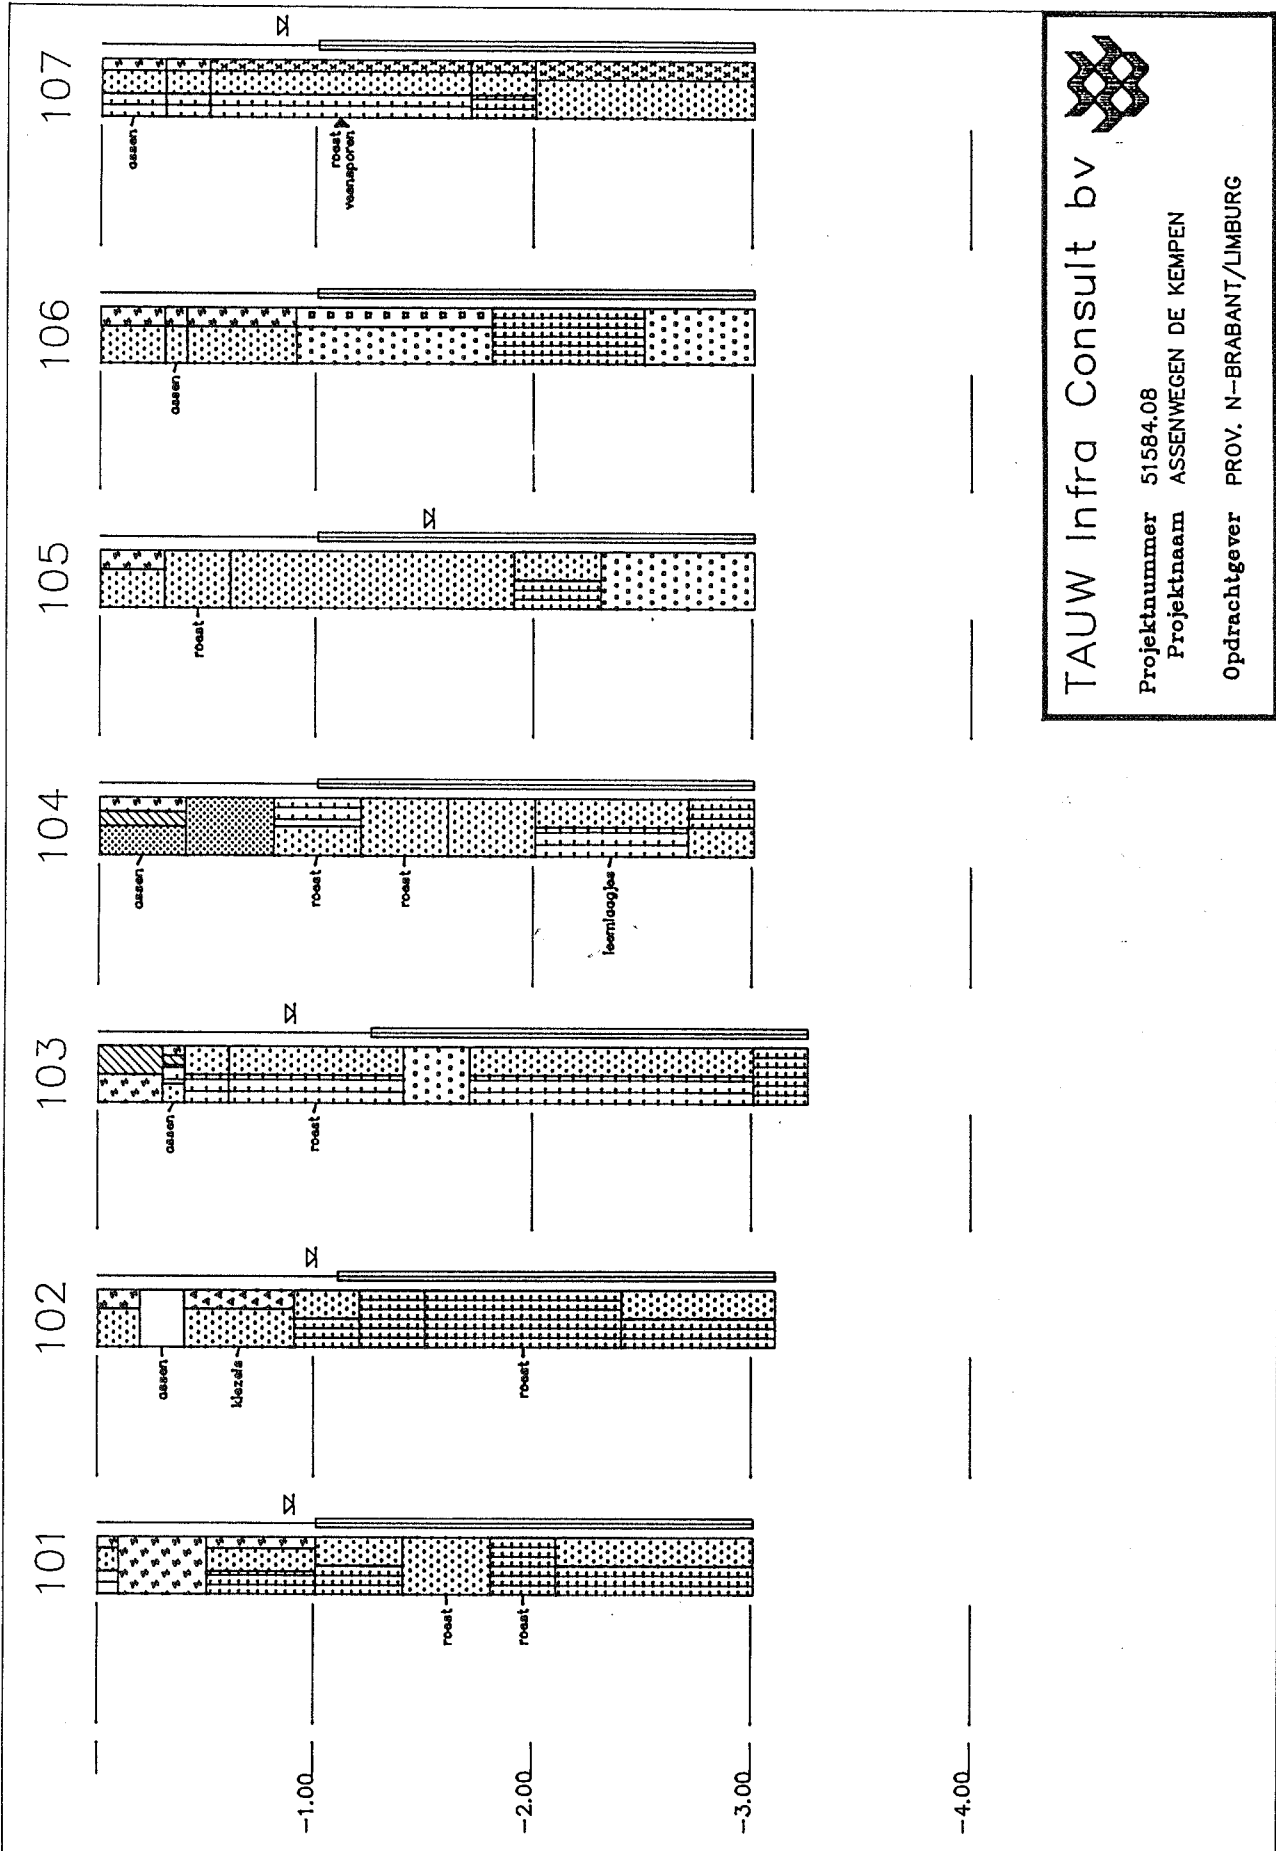 101
102
103
104
105
106
107
-1.00
-2.00
-3.00
-4.00
roest
roest
assen
kiezels
roest
assen
roest
assen
roest
roest
leemlaagjes
roest
assen
assen
roest
veensporen
TAUW Infra Consult bv
Projektnummer 51584.08
Projektnaam ASSENWEGEN DE KEMPEN
Opdrachtgever PROV. N-BRABANT/LIMBURG